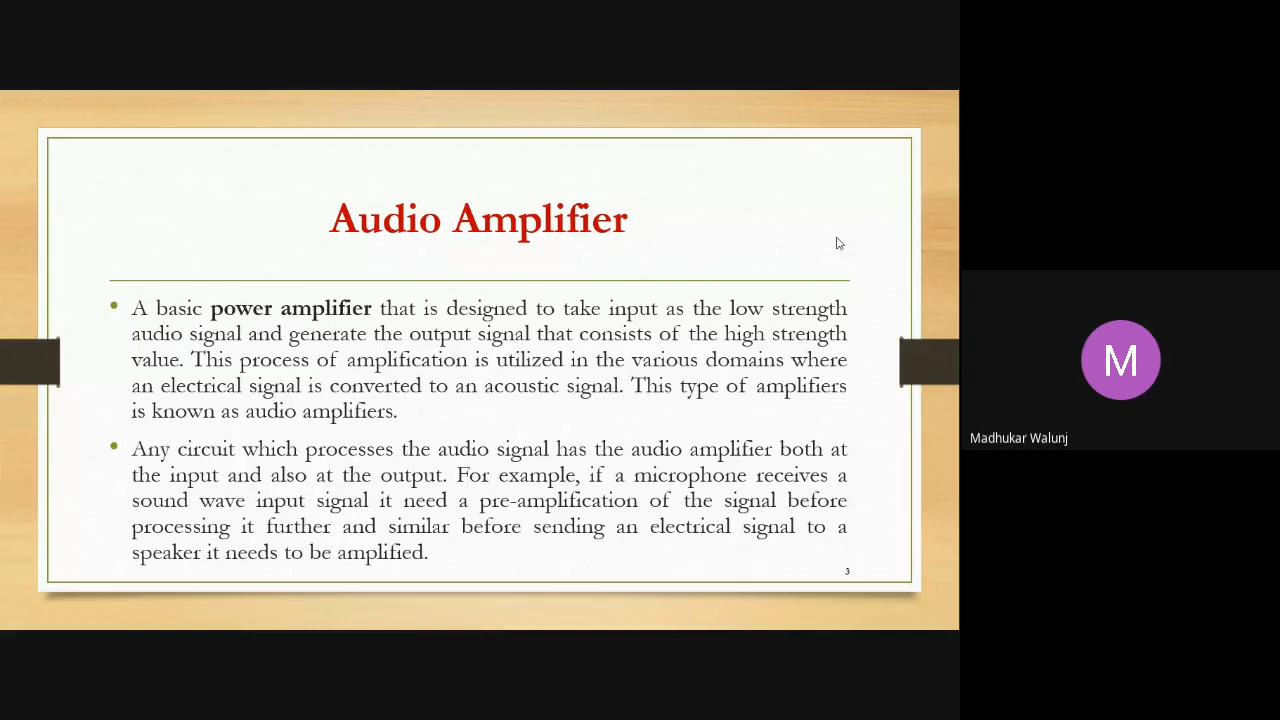 Audio Amplifier
• A basic power amplifier that is designed to take input as the low strength
audio signal and generate the output signal that consists of the high strength
value. This process of amplification is utilized in the various domains where
an electrical signal is converted to an acoustic signal. This type of amplifiers
is known as audio amplifiers.
• Any circuit which processes the audio signal has the audio amplifier both at
the input and also at the output. For example, if a microphone receives a
sound wave input signal it need a pre-amplification of the signal before
processing it further and similar before sending an electrical signal to a
speaker it needs to be amplified.
3
M
Madhukar Walunj